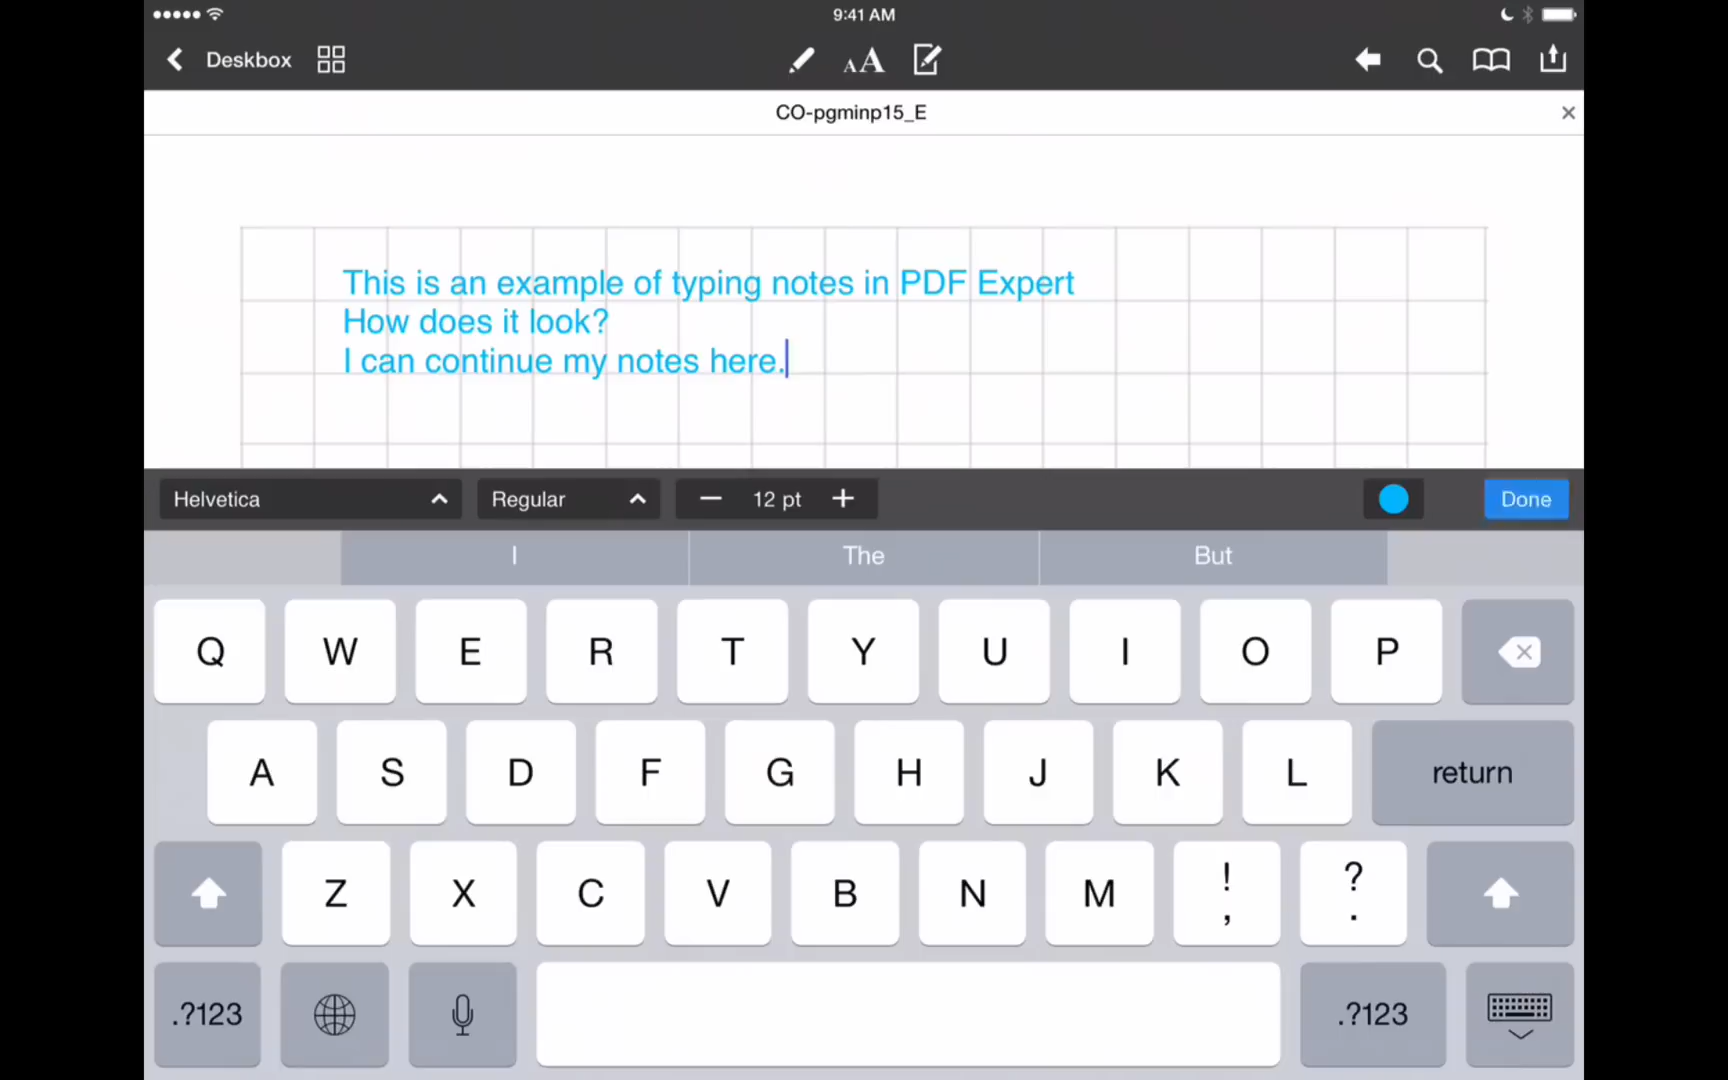 9:41 AM
Deskbox
AA
CO-pgminp15_E
This is an example of typing notes in PDF Expert
How does it look?
I can continue my notes here.
Helvetica Regular 12 pt Done
I The But
Q W E R T Y U I O P
A S D F G H J K L return
Z X C V B N M ! , ? .
.?123 .?123